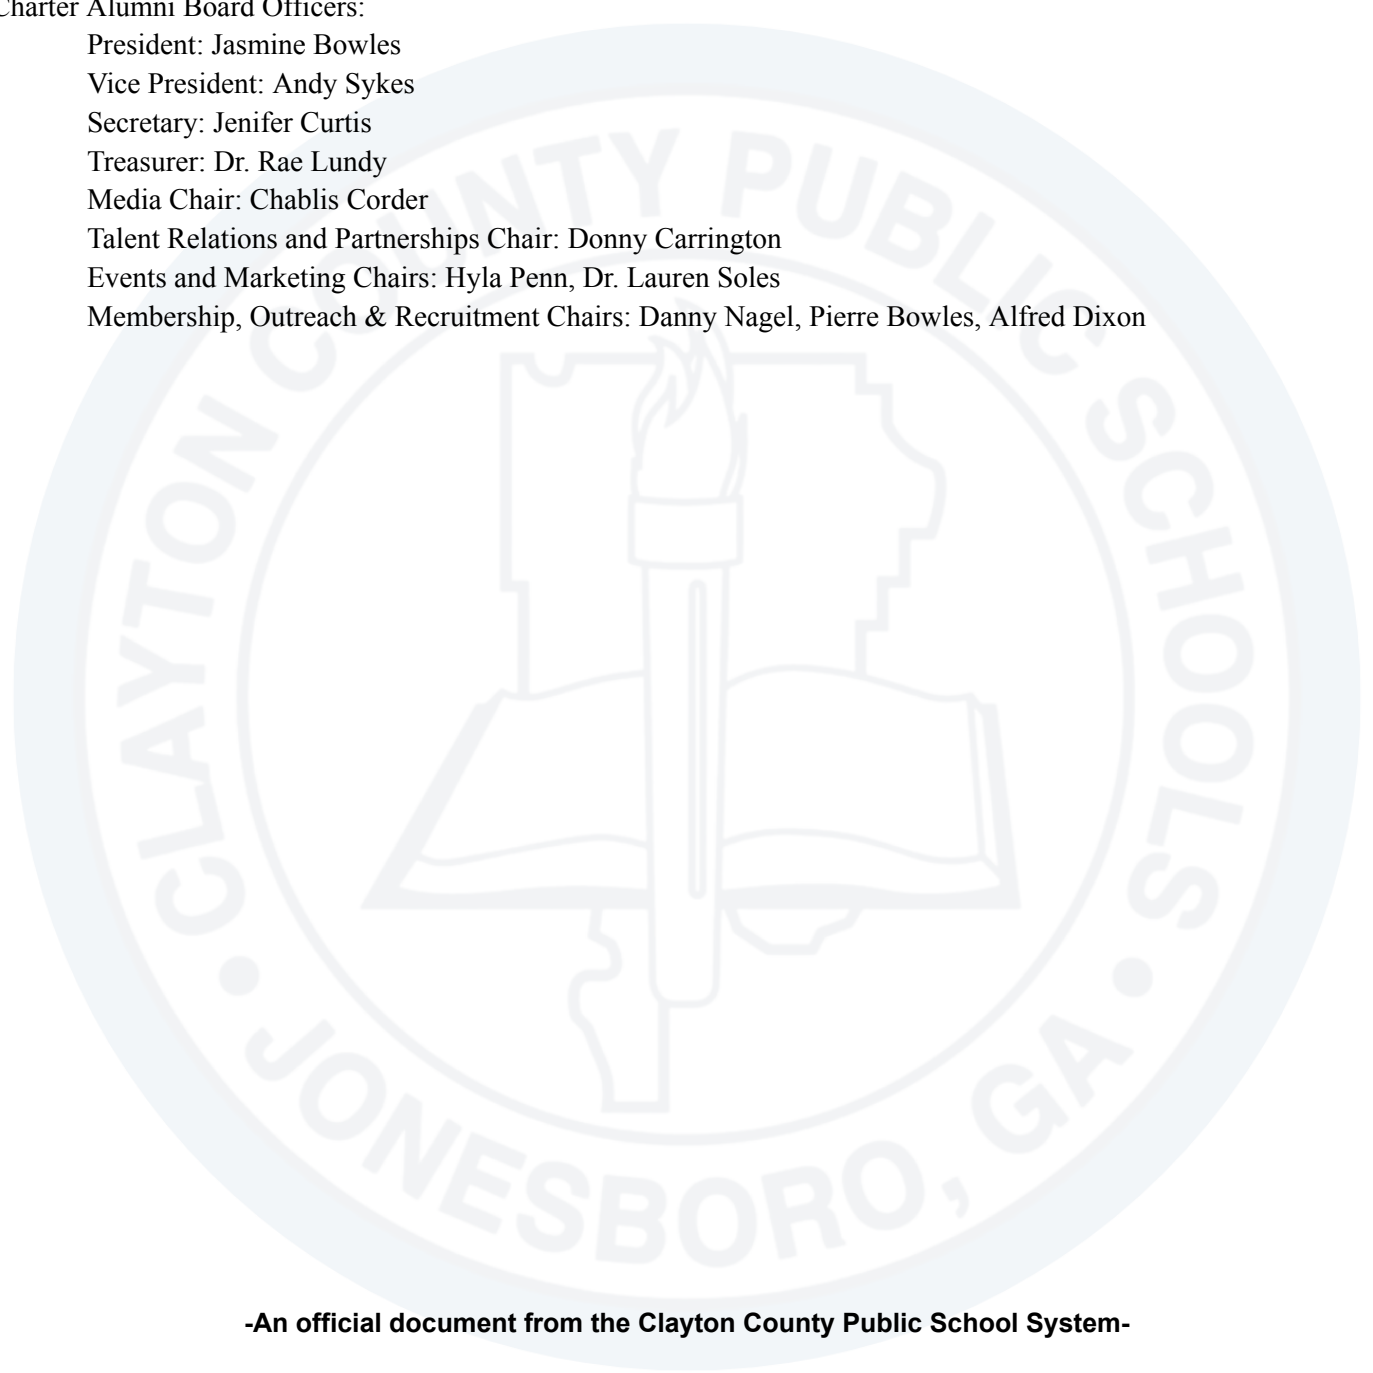 Charter Alumni Board Officers:
President: Jasmine Bowles
Vice President: Andy Sykes
Secretary: Jenifer Curtis
Treasurer: Dr. Rae Lundy
Media Chair: Chablis Corder
Talent Relations and Partnerships Chair: Donny Carrington
Events and Marketing Chairs: Hyla Penn, Dr. Lauren Soles
Membership, Outreach & Recruitment Chairs: Danny Nagel, Pierre Bowles, Alfred Dixon
CLAYTON COUNTY PUBLIC SCHOOLS
• JONESBORO, GA •
-An official document from the Clayton County Public School System-